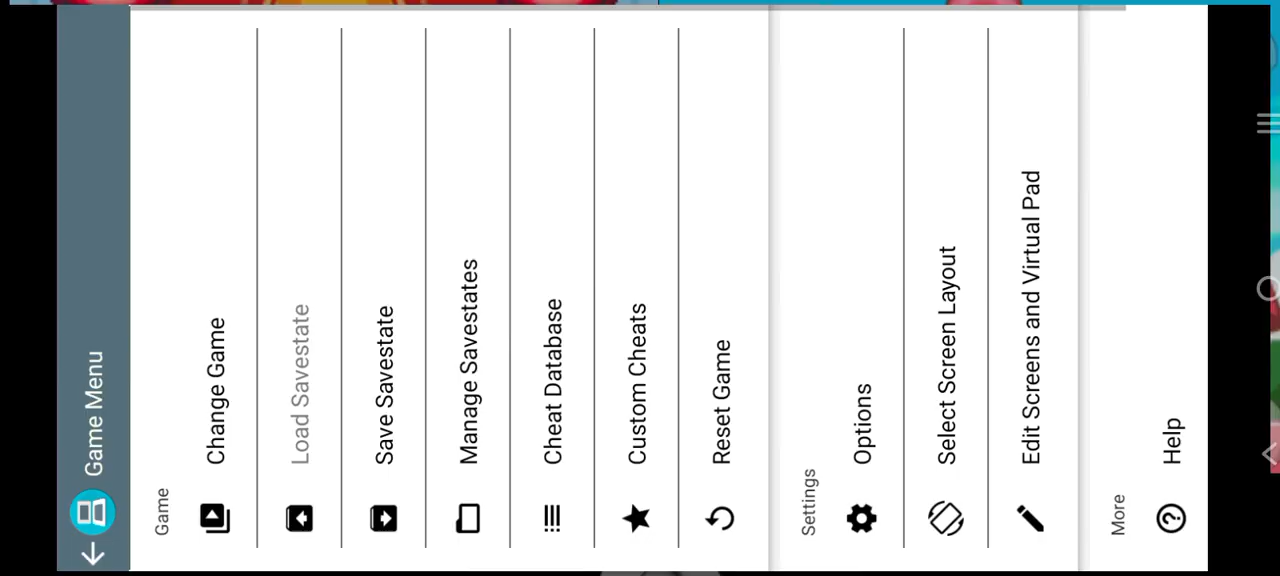 Game Menu
Game
Change Game
Load Savestate
Save Savestate
Manage Savestates
Cheat Database
Custom Cheats
Reset Game
Settings
Options
Select Screen Layout
Edit Screens and Virtual Pad
More
Help